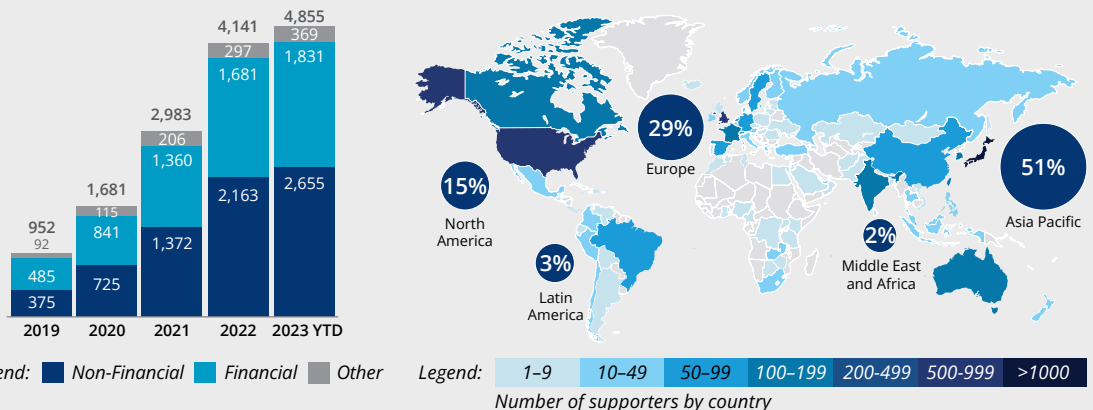 952
92
485
375
2019
1,681
115
841
725
2020
2,983
206
1,360
1,372
2021
4,141
297
1,681
2,163
2022
4,855
369
1,831
2,655
2023 YTD
end: Non-Financial Financial Other
15%
North
America
3%
Latin
America
29%
Europe
2%
Middle East
and Africa
51%
Asia Pacific
Legend: 1–9 10–49 50–99 100–199 200-499 500-999 >1000
Number of supporters by country